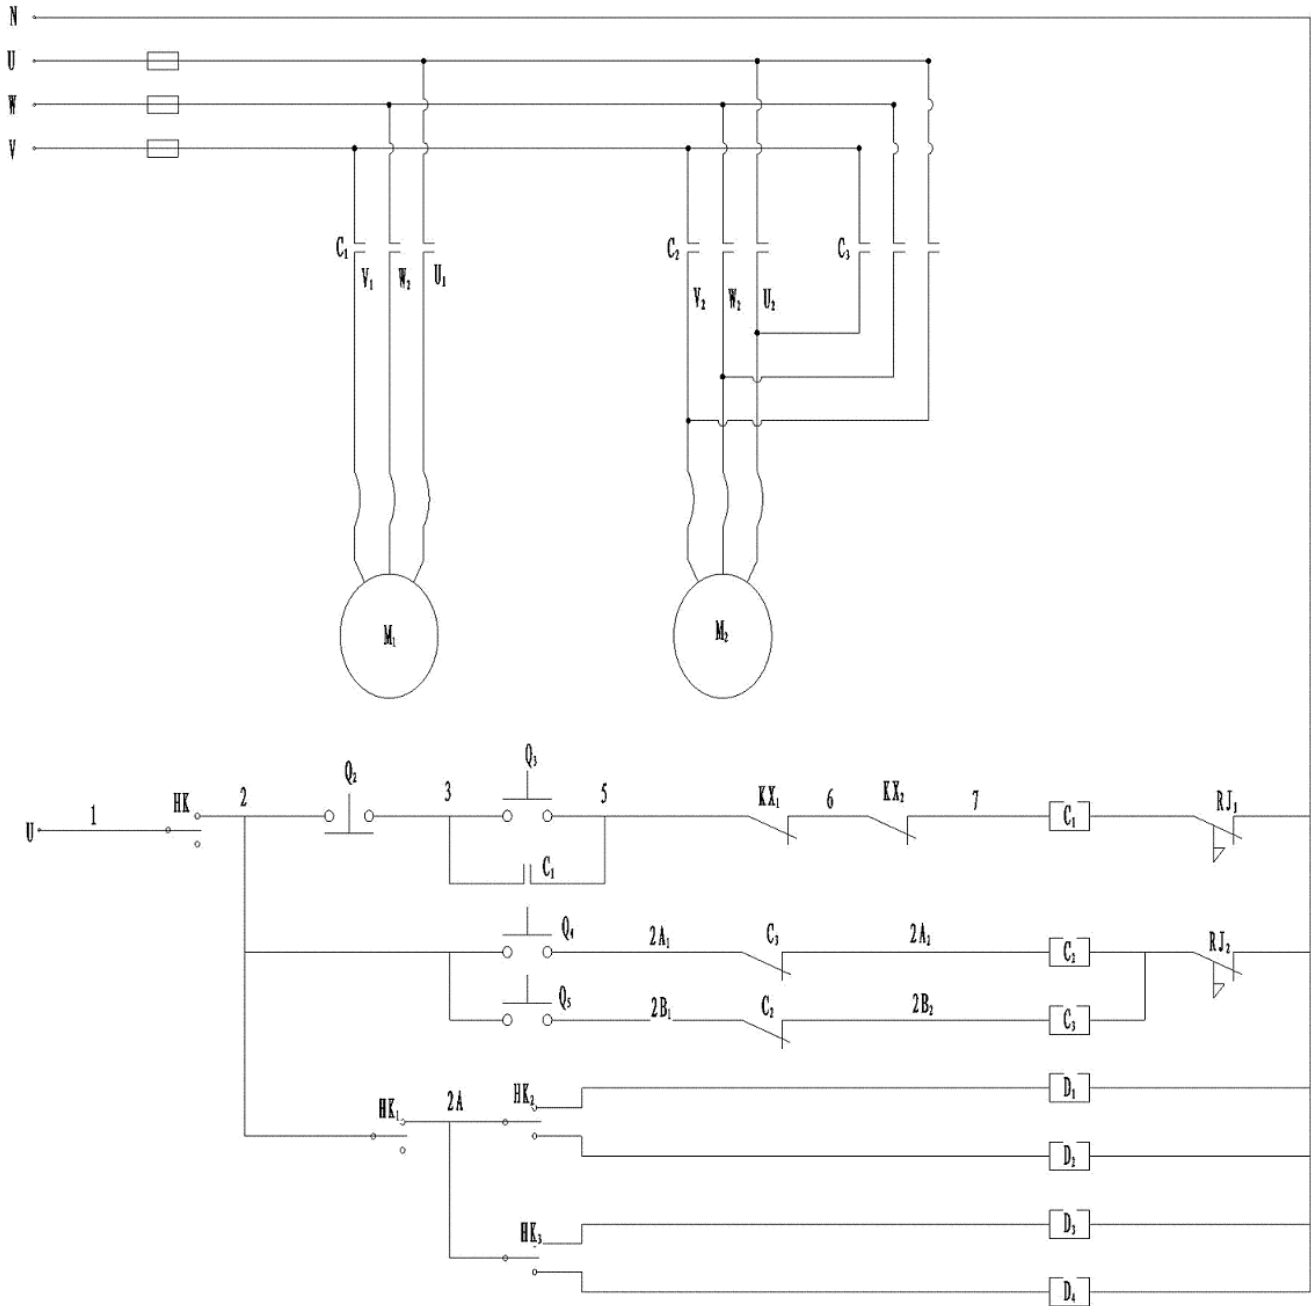 N
U
W
V
C₁ C₂ C₃
V₁ W₂ U₁
V₂ W₂ U₂
M₁ M₂
Q₃
Q₂
HK 2 3 5 KX₁ 6 KX₂ 7 RJ₁
U 1 C₁
C₁
Q₄ 2A₁ C₃ 2A₂ C₂ RJ₂
Q₅ 2B₁ C₂ 2B₂ C₃
HK₁ 2A HK₂ D₁
D₂
HK₃ D₃
D₄